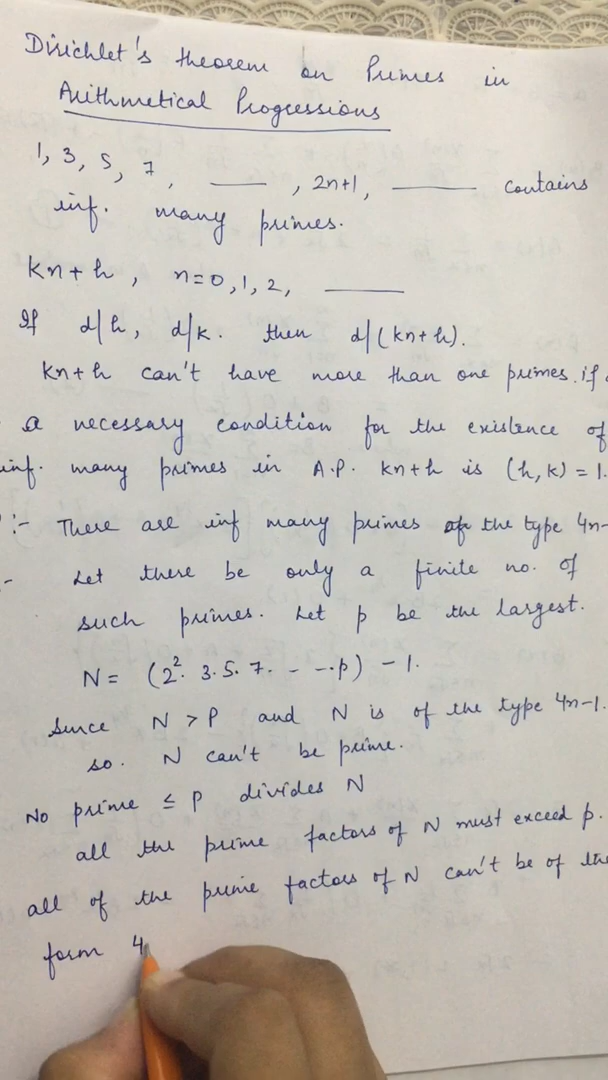 Dirichlet's theorem on Primes in
Arithmetical Progressions
1, 3, 5, 7, —— , 2n+1, ——— contains
inf. many primes.
kn+h, n=0,1,2, ———
If d/h, d/k. then d/(kn+h).
kn+h can't have more than one primes if
a necessary condition for the existence of
inf. many primes in A.P. kn+h is (h,k) = 1.
:- There are inf many primes of the type 4n-
:- Let there be only a finite no. of
such primes. Let p be the largest.
N = (2². 3. 5. 7. - - - .p) - 1.
Since N > P and N is of the type 4n-1.
so. N can't be prime.
No prime ≤ P divides N
all the prime factors of N must exceed p.
all of the prime factors of N can't be of the
form 4